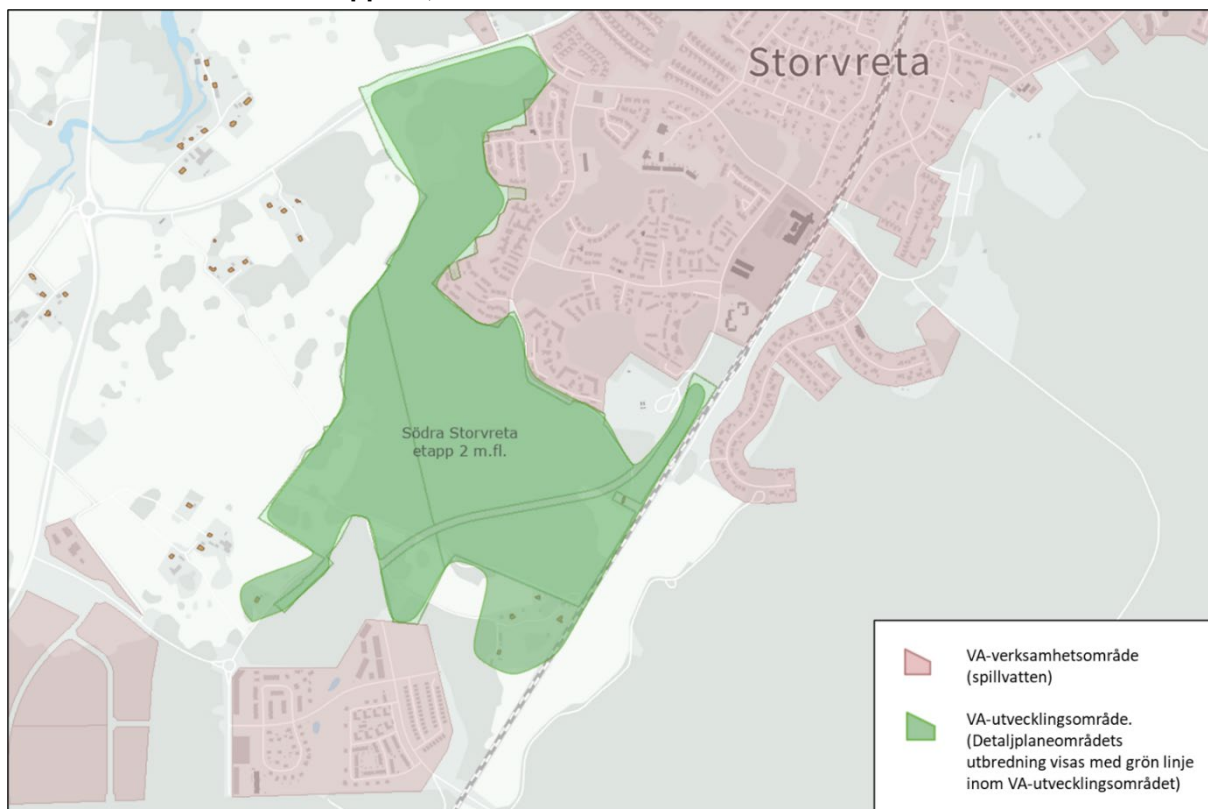 Storvreta
Södra Storvreta
etapp 2 m.fl.
VA-verksamhetsområde
(spillvatten)
VA-utvecklingsområde.
(Detaljplaneområdets
utbredning visas med grön linje
inom VA-utvecklingsområdet)